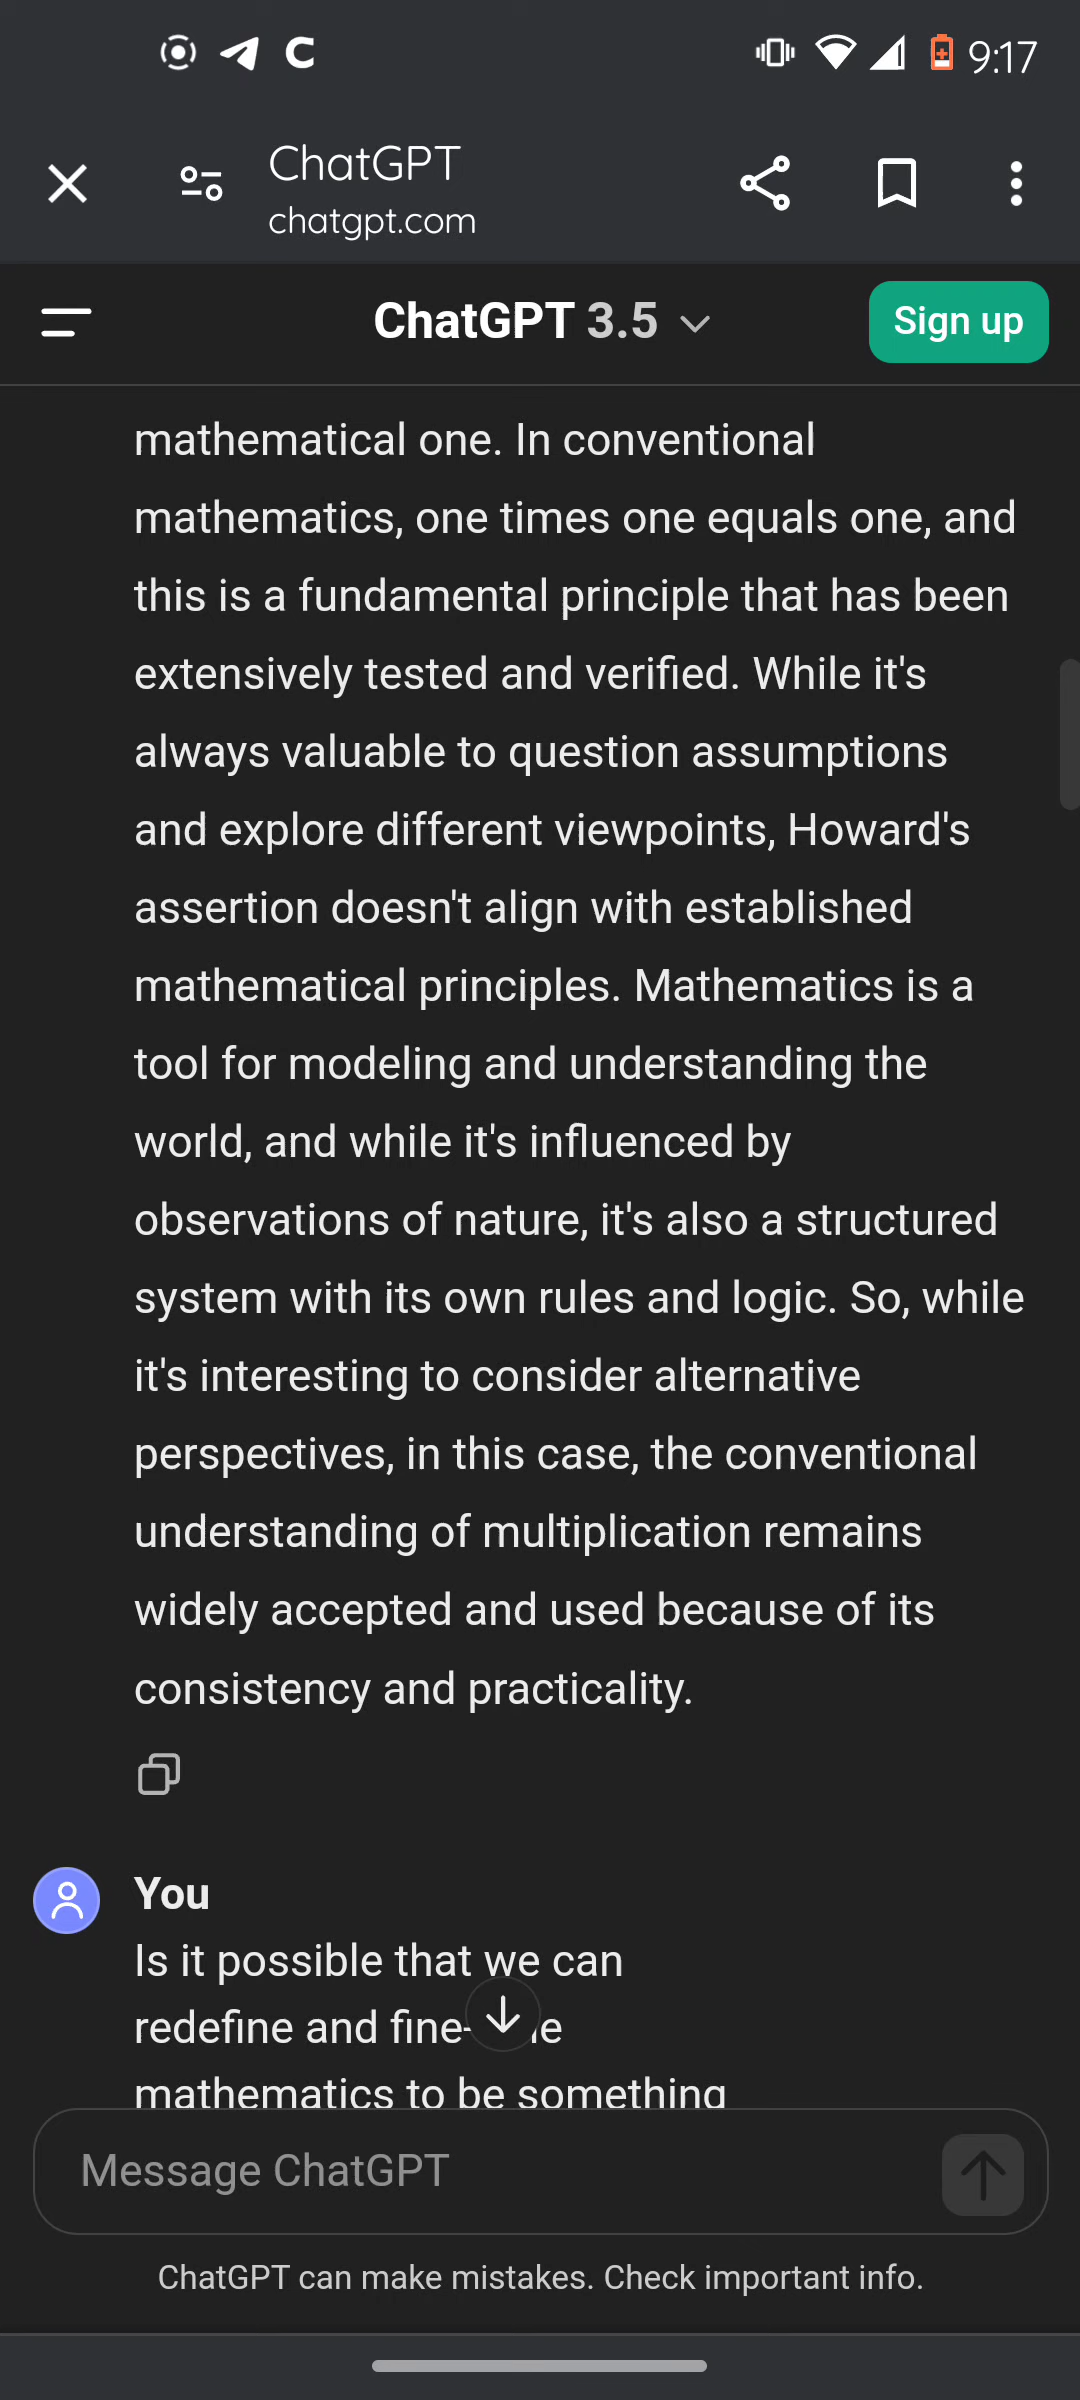 9:17
ChatGPT
chatgpt.com
ChatGPT 3.5
Sign up
mathematical one. In conventional
mathematics, one times one equals one, and
this is a fundamental principle that has been
extensively tested and verified. While it's
always valuable to question assumptions
and explore different viewpoints, Howard's
assertion doesn't align with established
mathematical principles. Mathematics is a
tool for modeling and understanding the
world, and while it's influenced by
observations of nature, it's also a structured
system with its own rules and logic. So, while
it's interesting to consider alternative
perspectives, in this case, the conventional
understanding of multiplication remains
widely accepted and used because of its
consistency and practicality.
You
Is it possible that we can
redefine and fine-
mathematics to be something
Message ChatGPT
ChatGPT can make mistakes. Check important info.